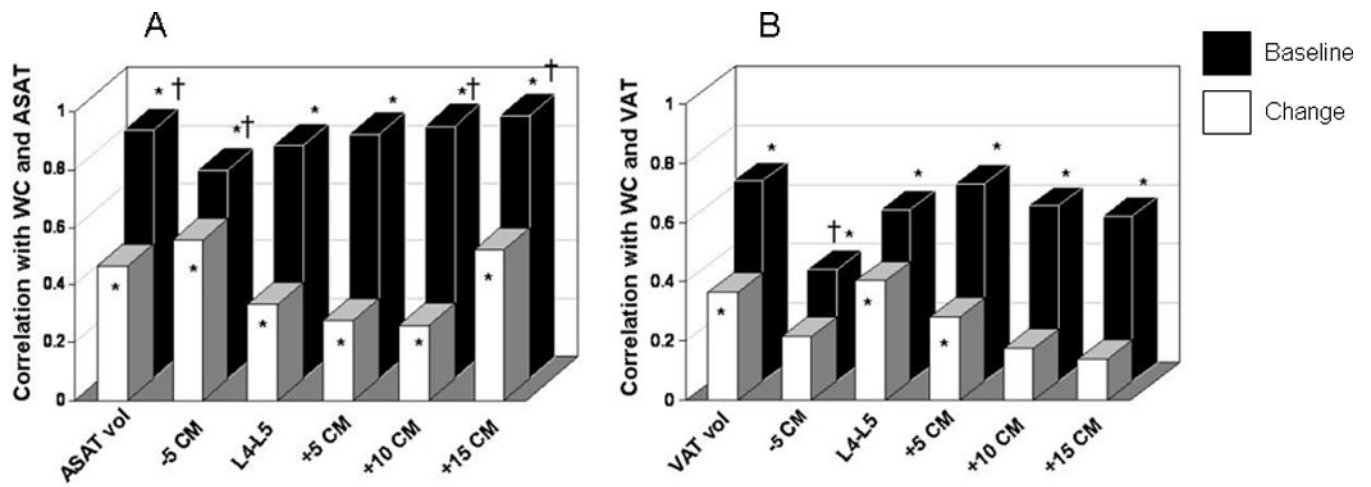 A
B
Baseline
Change
Correlation with WC and ASAT
1
0.8
0.6
0.4
0.2
0
* †
*†
*
*
*†
* †
*
*
*
*
*
*
ASAT vol
-5 CM
L4-L5
+5 CM
+10 CM
+15 CM
Correlation with WC and VAT
1
0.8
0.6
0.4
0.2
0
*
† *
*
*
*
*
*
*
*
VAT vol
-5 CM
L4-L5
+5 CM
+10 CM
+15 CM